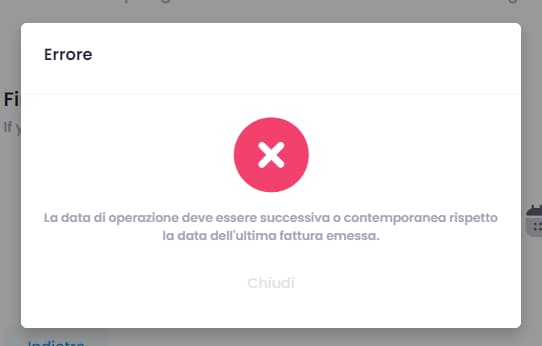 Errore
Fi
If y
La data di operazione deve essere successiva o contemporanea rispetto
la data dell'ultima fattura emessa.
Chiudi
Indietro